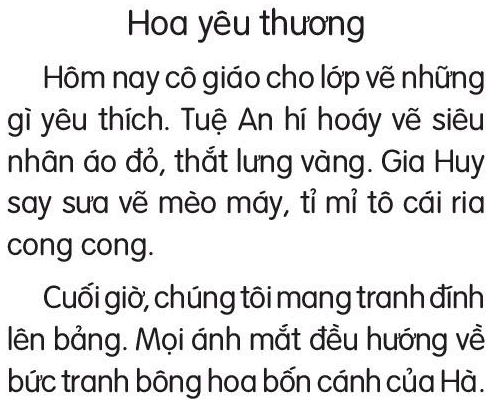 Hoa yêu thương
Hôm nay cô giáo cho lớp vẽ những
gì yêu thích. Tuệ An hí hoáy vẽ siêu
nhân áo đỏ, thắt lưng vàng. Gia Huy
say sưa vẽ mèo máy, tỉ mỉ tô cái ria
cong cong.
Cuối giờ, chúng tôi mang tranh đính
lên bảng. Mọi ánh mắt đều hướng về
bức tranh bông hoa bốn cánh của Hà.